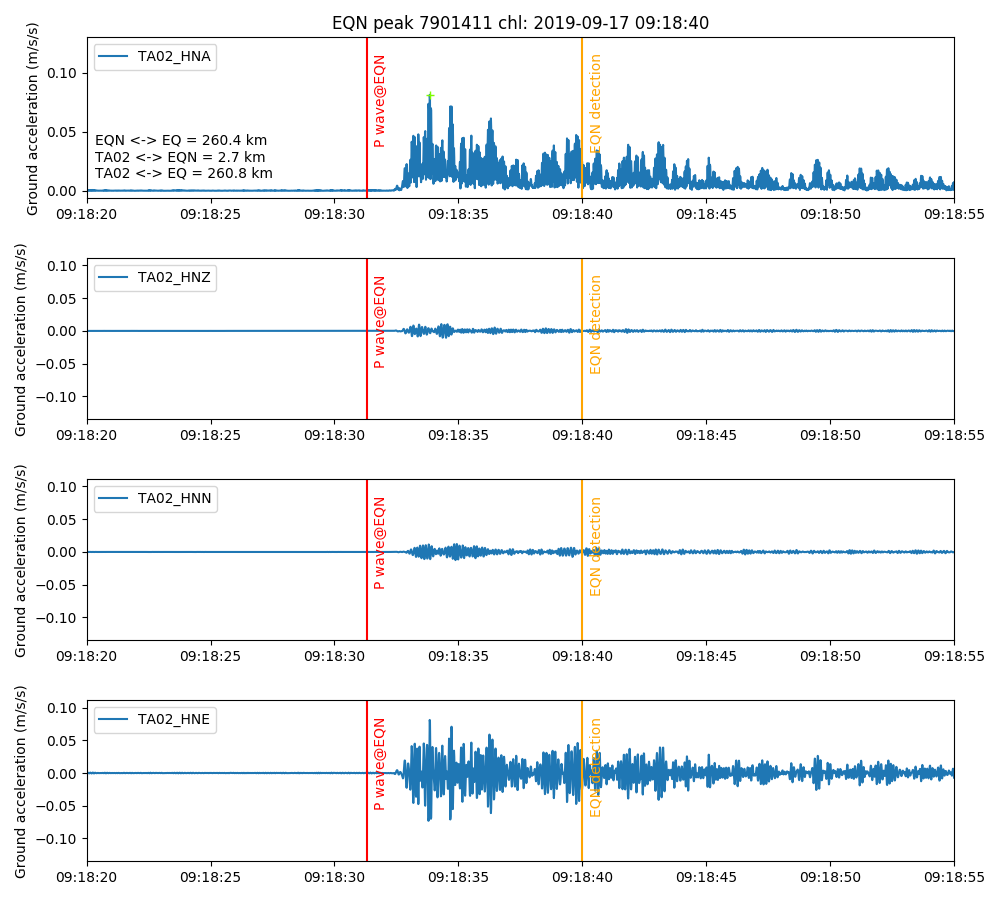 EQN peak 7901411 chl: 2019-09-17 09:18:40
Ground acceleration (m/s/s)
0.10
0.05
0.00
TA02_HNA
P wave@EQN
EQN detection
EQN <-> EQ = 260.4 km
TA02 <-> EQN = 2.7 km
TA02 <-> EQ = 260.8 km
09:18:20 09:18:25 09:18:30 09:18:35 09:18:40 09:18:45 09:18:50 09:18:55
Ground acceleration (m/s/s)
0.10
0.05
0.00
−0.05
−0.10
TA02_HNZ
P wave@EQN
EQN detection
09:18:20 09:18:25 09:18:30 09:18:35 09:18:40 09:18:45 09:18:50 09:18:55
Ground acceleration (m/s/s)
0.10
0.05
0.00
−0.05
−0.10
TA02_HNN
P wave@EQN
EQN detection
09:18:20 09:18:25 09:18:30 09:18:35 09:18:40 09:18:45 09:18:50 09:18:55
Ground acceleration (m/s/s)
0.10
0.05
0.00
−0.05
−0.10
TA02_HNE
P wave@EQN
EQN detection
09:18:20 09:18:25 09:18:30 09:18:35 09:18:40 09:18:45 09:18:50 09:18:55